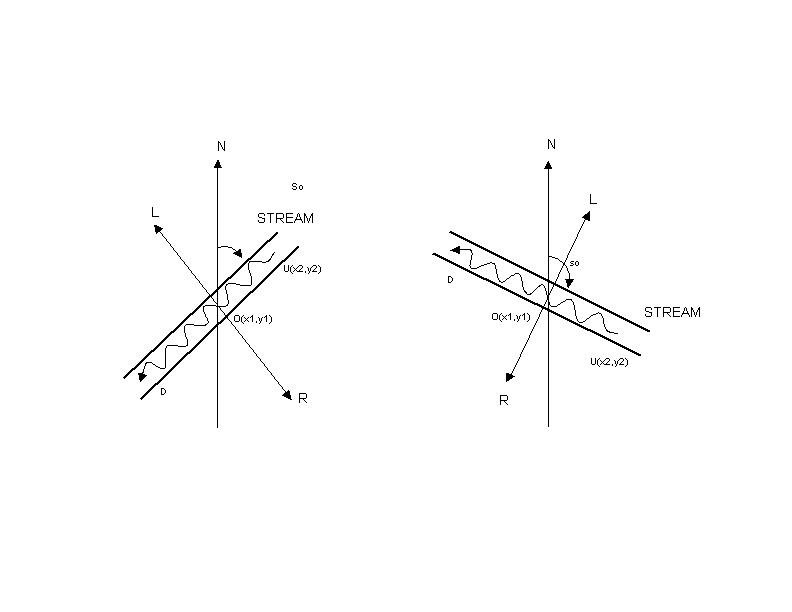 N
So
L
STREAM
U(x2,y2)
O(x1,y1)
D
R
N
L
so
D
STREAM
O(x1,y1)
U(x2,y2)
R